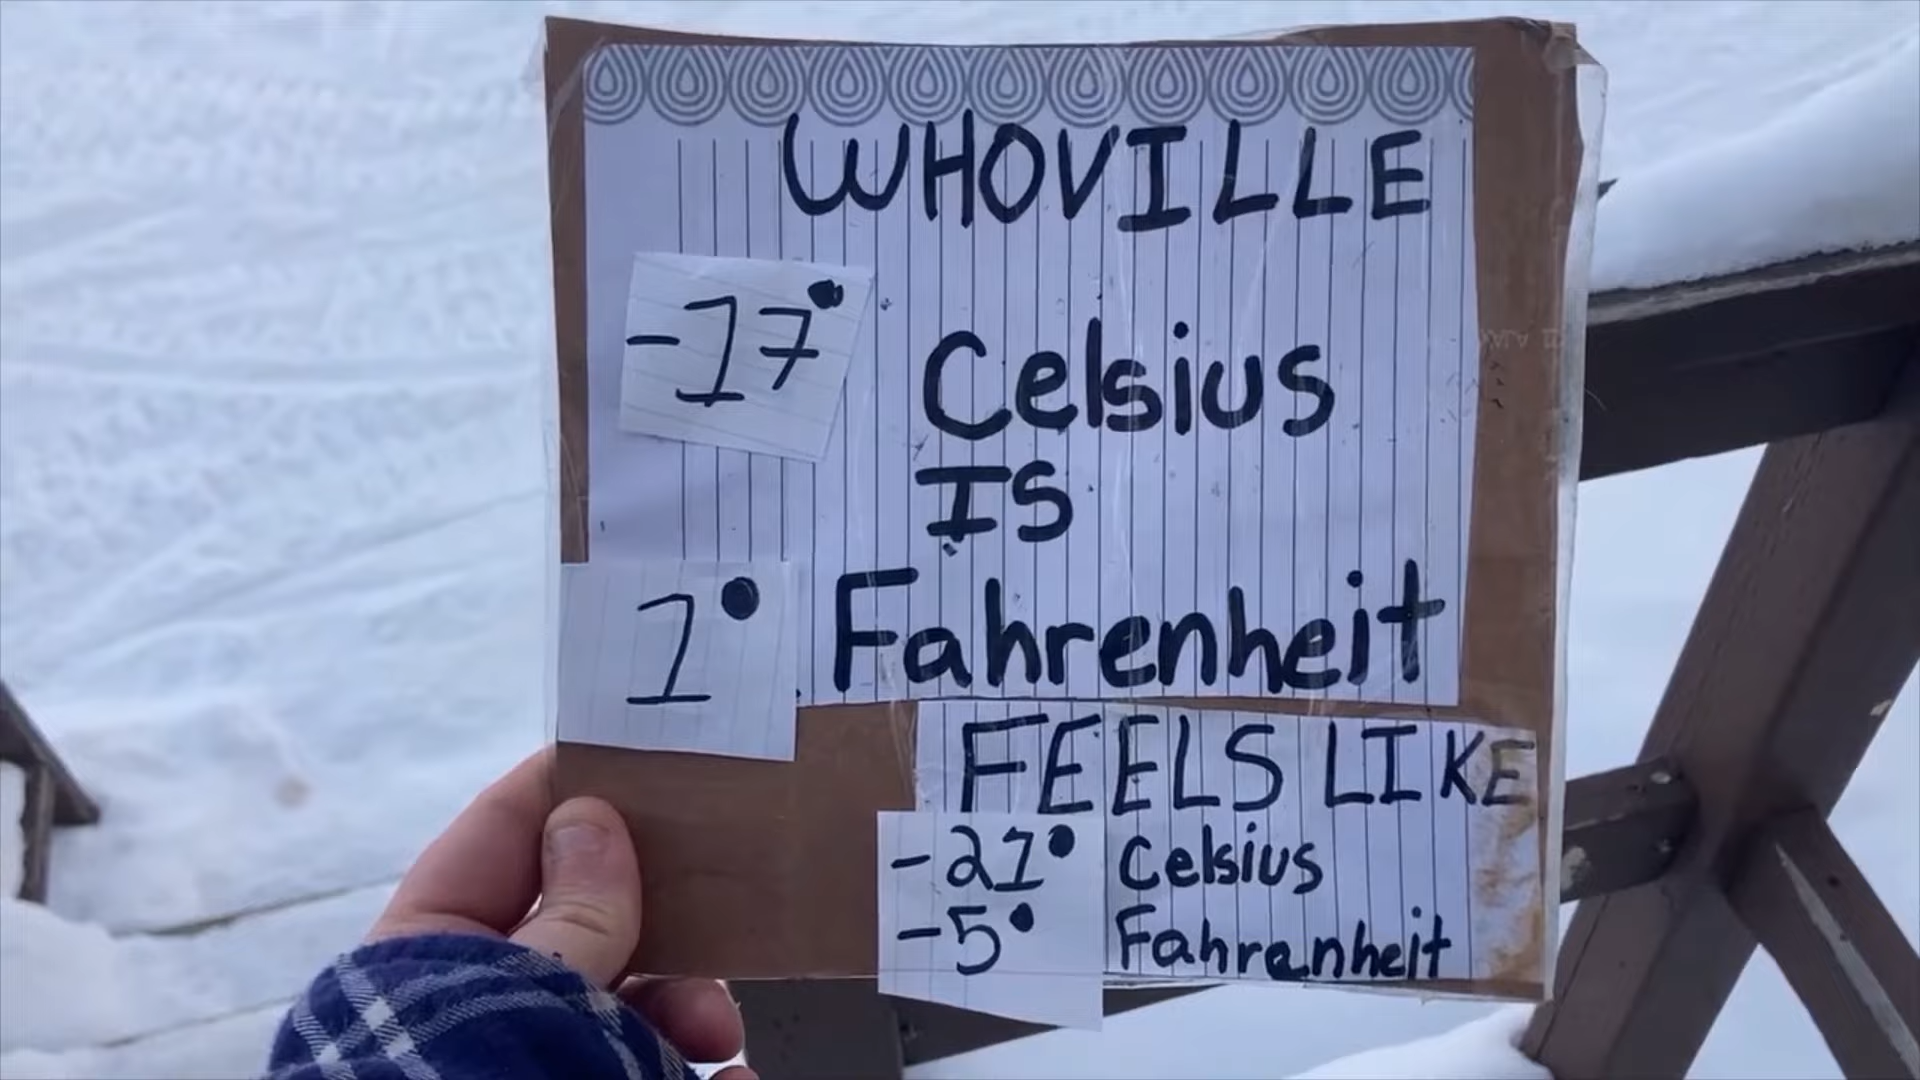 WHOVILLE
-17° Celsius
IS
1° Fahrenheit
FEELS LIKE
-21° Celsius
-5° Fahrenheit